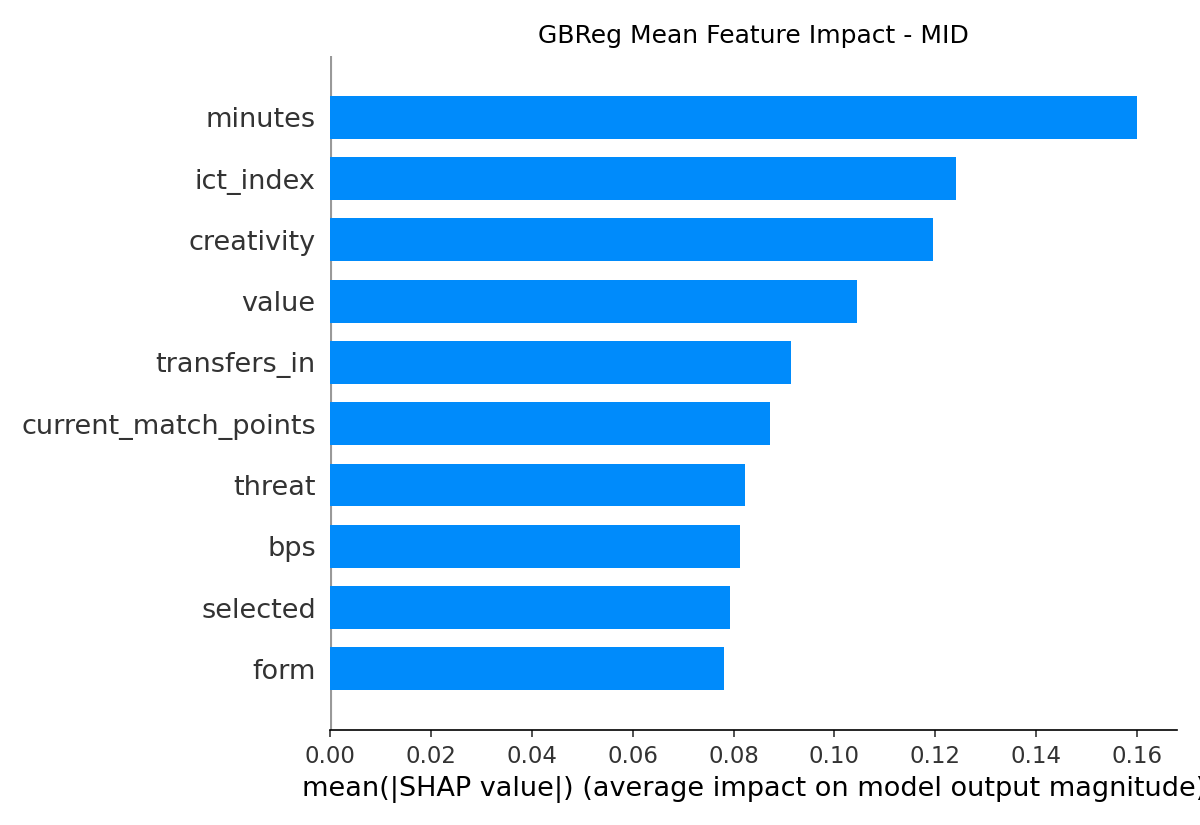 GBReg Mean Feature Impact - MID
minutes
ict_index
creativity
value
transfers_in
current_match_points
threat
bps
selected
form
0.00 0.02 0.04 0.06 0.08 0.10 0.12 0.14 0.16
mean(|SHAP value|) (average impact on model output magnitude)